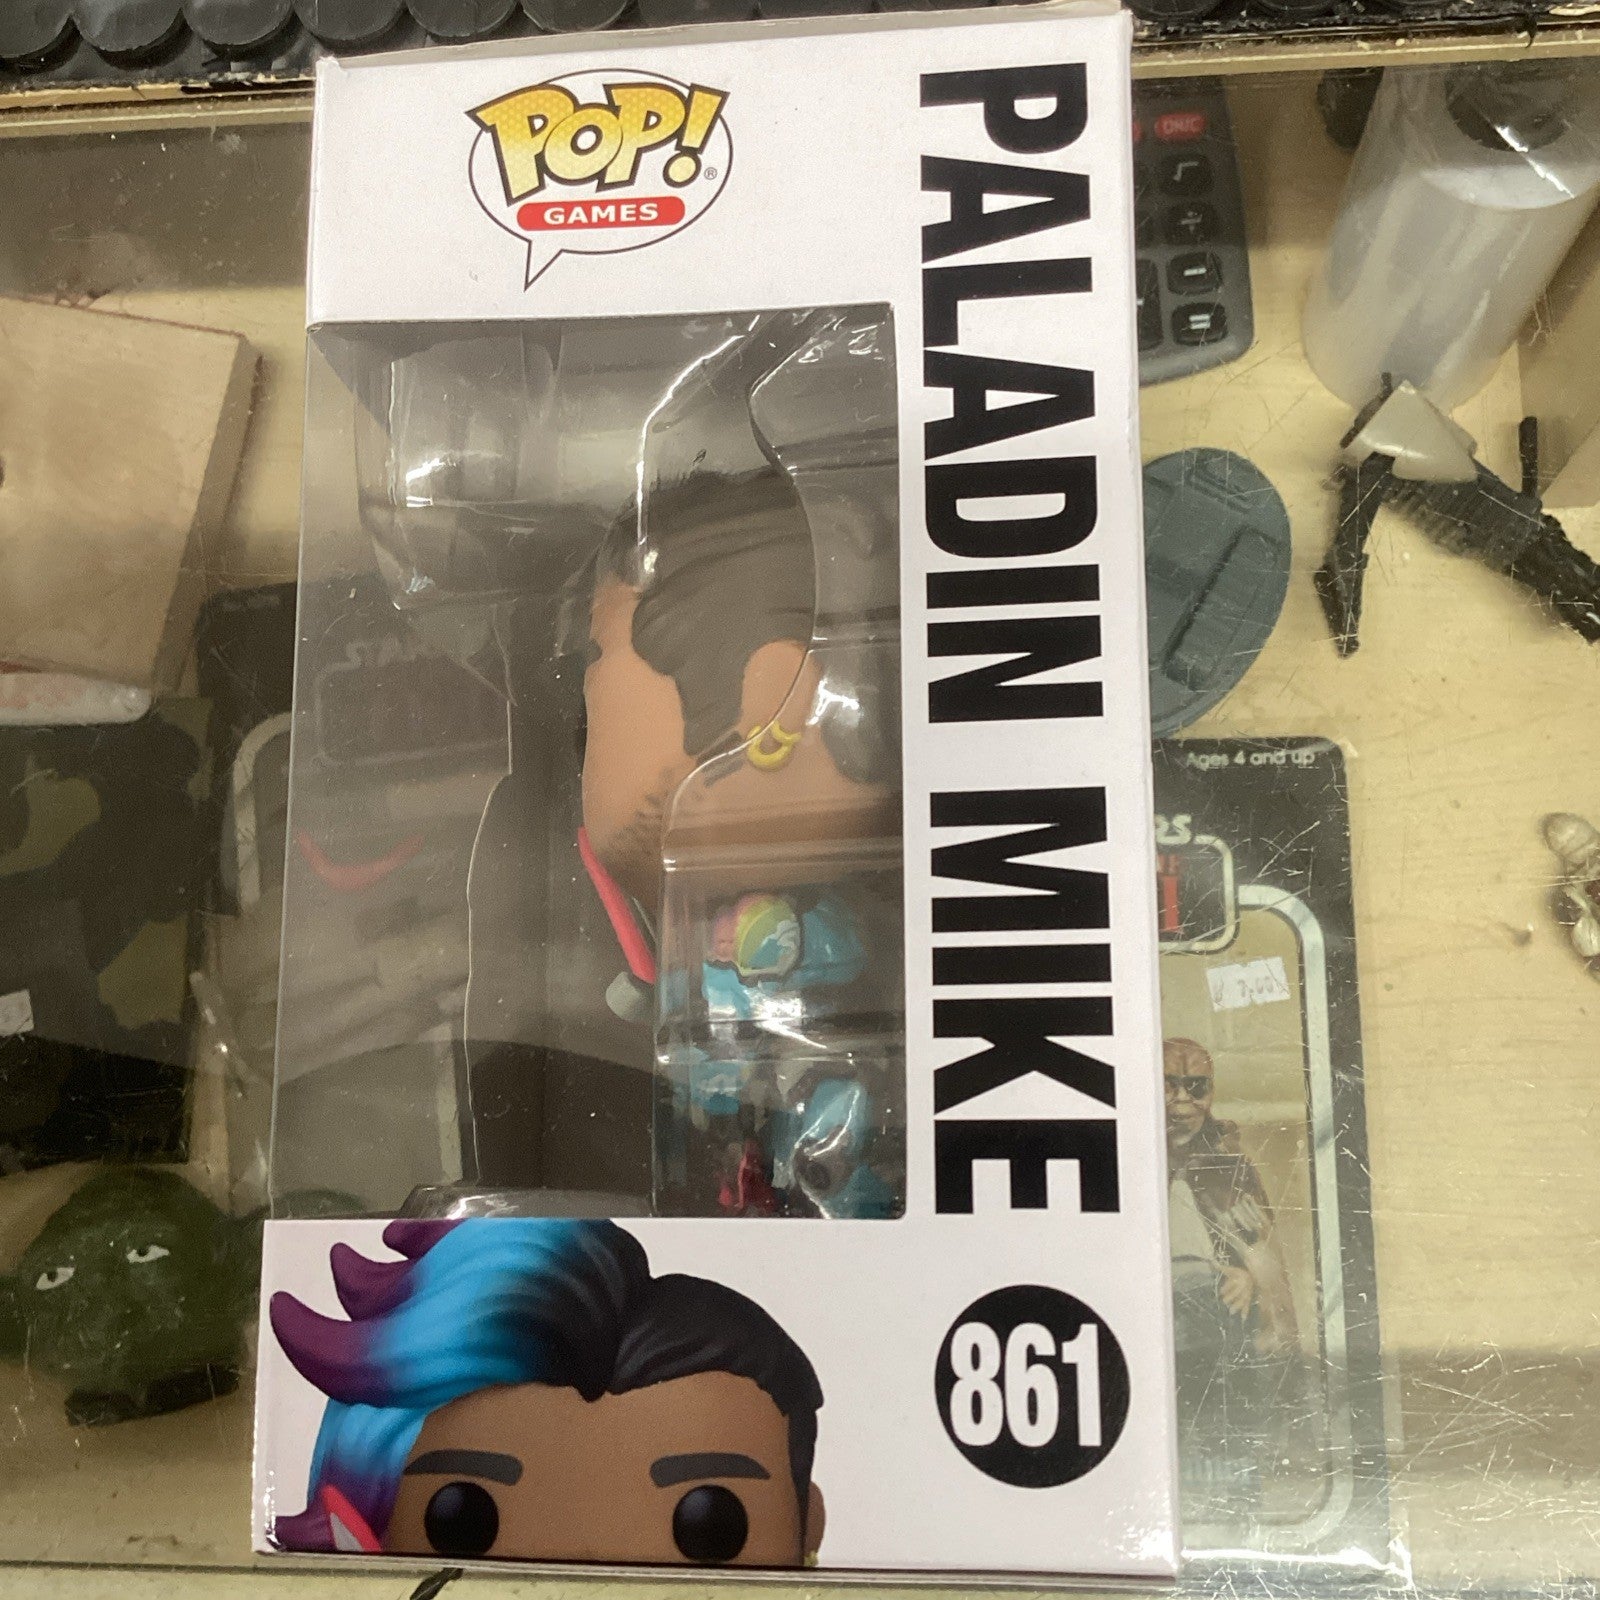 POP!®
GAMES
PALADIN MIKE
861
Ages 4 and up